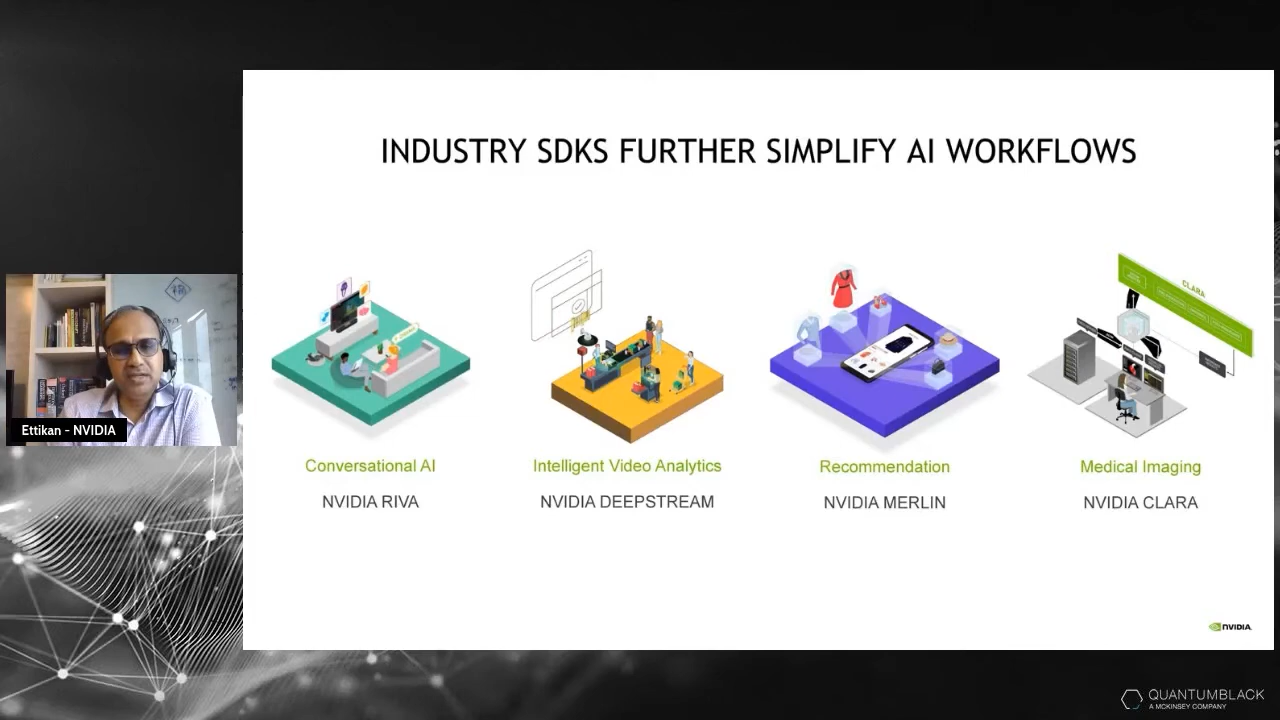 INDUSTRY SDKS FURTHER SIMPLIFY AI WORKFLOWS
CLARA
Ettikan - NVIDIA
Conversational AI
Intelligent Video Analytics
Recommendation
Medical Imaging
NVIDIA RIVA
NVIDIA DEEPSTREAM
NVIDIA MERLIN
NVIDIA CLARA
NVIDIA.
QUANTUMBLACK
A MCKINSEY COMPANY